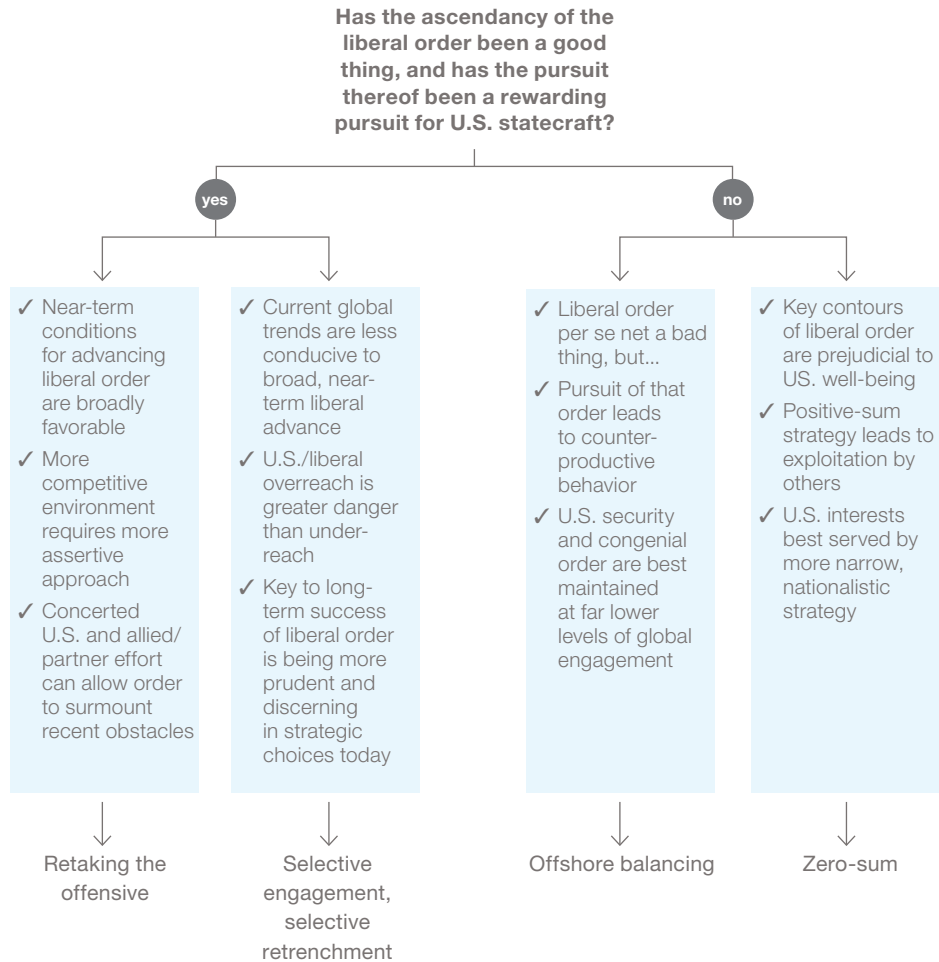 Has the ascendancy of the
liberal order been a good
thing, and has the pursuit
thereof been a rewarding
pursuit for U.S. statecraft?
yes
no
✓ Near-term
conditions
for advancing
liberal order
are broadly
favorable
✓ More
competitive
environment
requires more
assertive
approach
✓ Concerted
U.S. and allied/
partner effort
can allow order
to surmount
recent obstacles
✓ Current global
trends are less
conducive to
broad, near-
term liberal
advance
✓ U.S./liberal
overreach is
greater danger
than under-
reach
✓ Key to long-
term success
of liberal order
is being more
prudent and
discerning
in strategic
choices today
✓ Liberal order
per se net a bad
thing, but...
✓ Pursuit of that
order leads
to counter-
productive
behavior
✓ U.S. security
and congenial
order are best
maintained
at far lower
levels of global
engagement
✓ Key contours
of liberal order
are prejudicial to
US. well-being
✓ Positive-sum
strategy leads to
exploitation by
others
✓ U.S. interests
best served by
more narrow,
nationalistic
strategy
Retaking the
offensive
Selective
engagement,
selective
retrenchment
Offshore balancing
Zero-sum